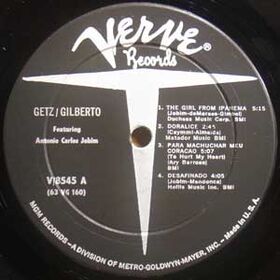 Verve
Records
GETZ/GILBERTO
Featuring
Antonio Carlos Jobim
V/8545 A
(63 VG 160)
1. THE GIRL FROM IPANEMA 5:15
(Jobim-deMoraes-Gimbel)
Duchess Music Corp. BMI
2. DORALICE 2:41
(Caymmi-Almeida)
Matador Music BMI
3. PARA MACHUCHAR MEU
CORACAO 5:07
(To Hurt My Heart)
(Ary Barroso) BMI
4. DESAFINADO 4:05
(Jobim-Mendonca)
Hollis Music Inc. BMI
MGM RECORDS—A DIVISION OF METRO-GOLDWYN-MAYER, INC.—Made in U.S.A.